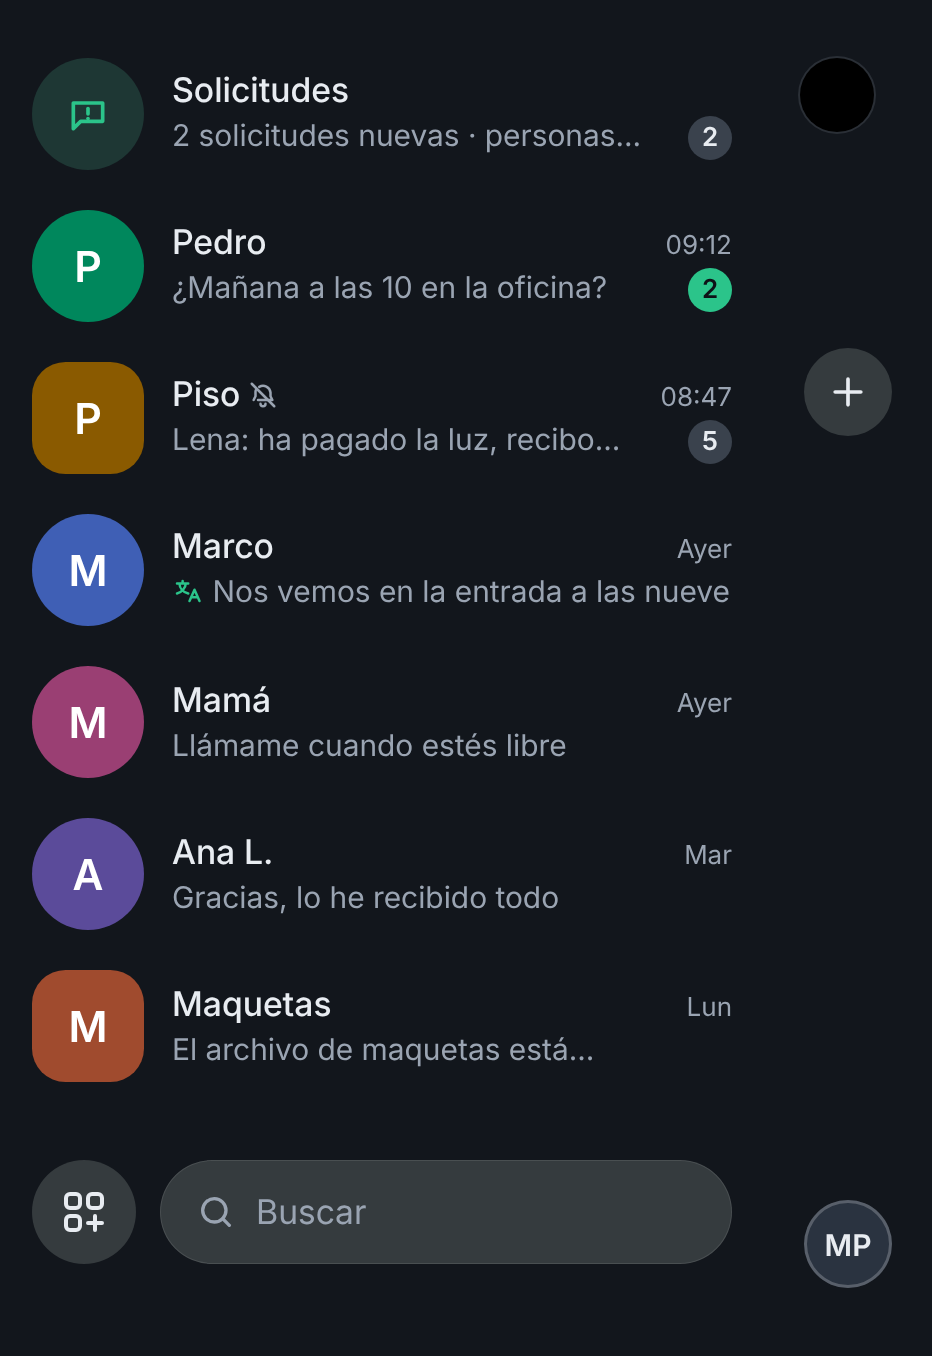 Solicitudes
2 solicitudes nuevas · personas...
2
P
Pedro
09:12
¿Mañana a las 10 en la oficina?
2
P
Piso
08:47
Lena: ha pagado la luz, recibo...
5
M
Marco
Ayer
Nos vemos en la entrada a las nueve
M
Mamá
Ayer
Llámame cuando estés libre
A
Ana L.
Mar
Gracias, lo he recibido todo
M
Maquetas
Lun
El archivo de maquetas está...
Buscar
MP